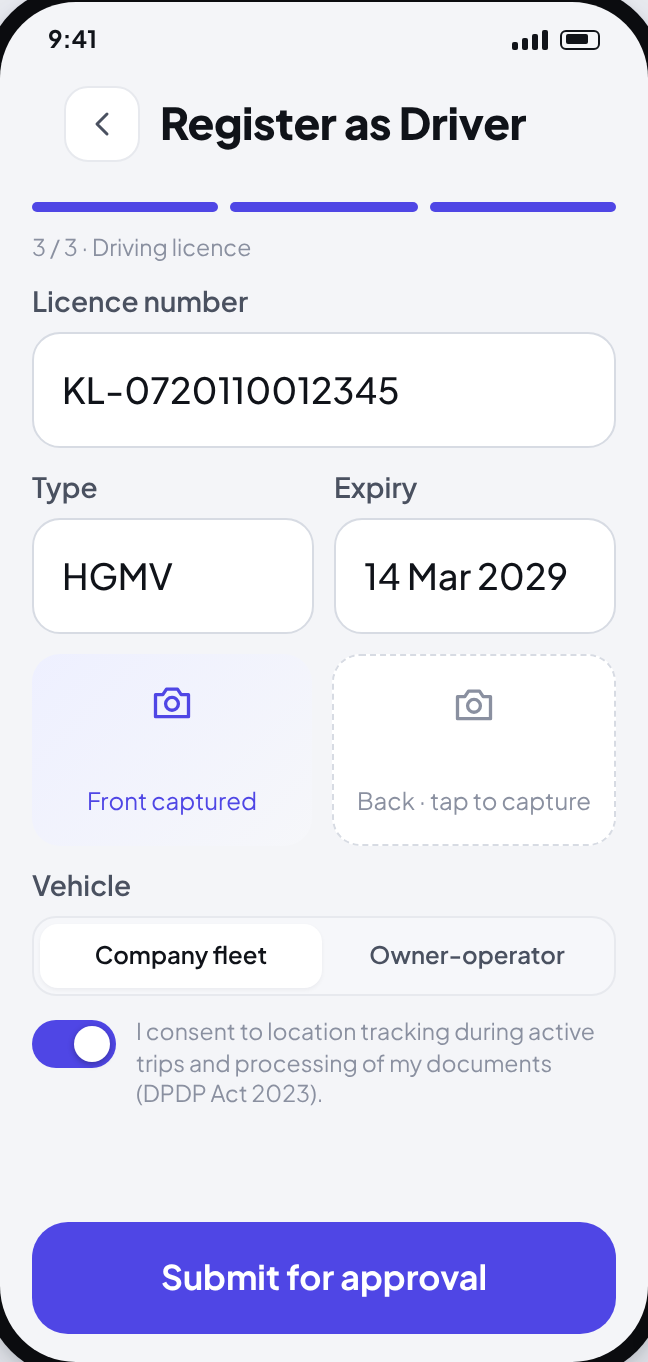 9:41
Register as Driver
3 / 3 · Driving licence
Licence number
KL-0720110012345
Type
Expiry
HGMV
14 Mar 2029
Front captured
Back · tap to capture
Vehicle
Company fleet
Owner-operator
I consent to location tracking during active
trips and processing of my documents
(DPDP Act 2023).
Submit for approval